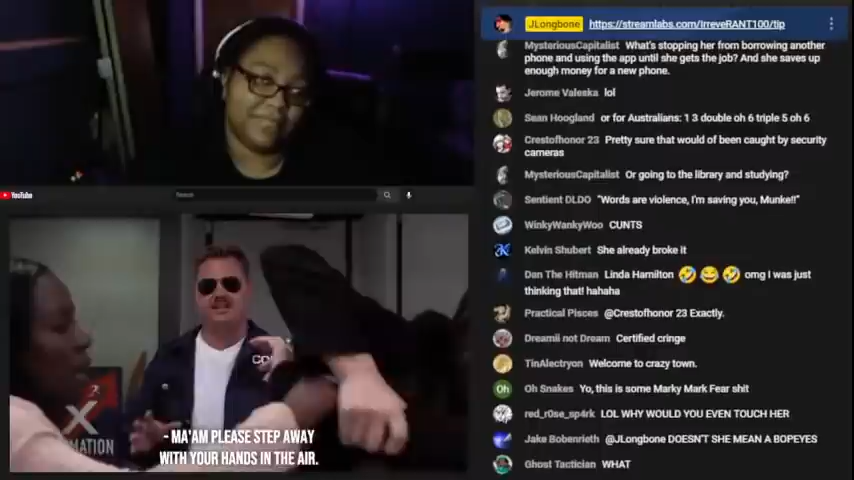 JLongbone https://streamlabs.com/IrreveRANT100/tip
MysteriousCapitalist What's stopping her from borrowing another
phone and using the app until she gets the job? And she saves up
enough money for a new phone.
Jerome Valeska lol
Sean Hoogland or for Australians: 1 3 double oh 6 triple 5 oh 6
Crestofhonor 23 Pretty sure that would of been caught by security
cameras
MysteriousCapitalist Or going to the library and studying?
Sentient DLDO "Words are violence, I'm saving you, Munke!!"
WinkyWankyWoo CUNTS
Kelvin Shubert She already broke it
Dan The Hitman Linda Hamilton 🤣😂🤣 omg I was just
thinking that! hahaha
Practical Pisces @Crestofhonor 23 Exactly.
Dreamii not Dream Certified cringe
TinAlectryon Welcome to crazy town.
Oh
Oh Snakes Yo, this is some Marky Mark Fear shit
red_r0se_sp4rk LOL WHY WOULD YOU EVEN TOUCH HER
Jake Bobenrieth @JLongbone DOESN'T SHE MEAN A BOPEYES
Ghost Tactician WHAT
YouTube
Search
X
MATION
- MA'AM PLEASE STEP AWAY
WITH YOUR HANDS IN THE AIR.